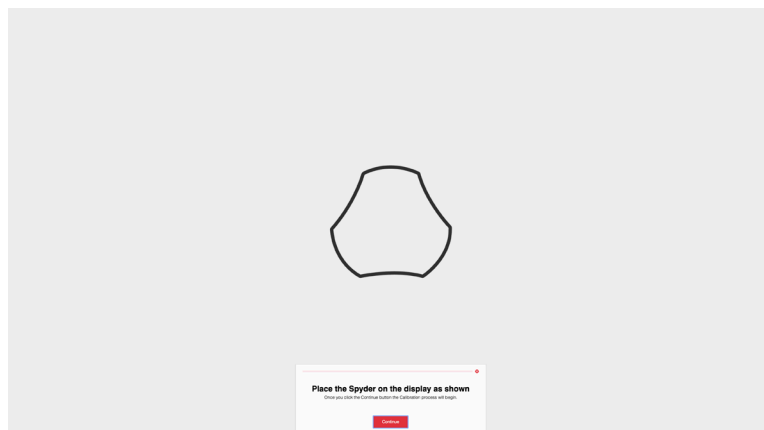 Place the Spyder on the display as shown
Once you click the Continue button the Calibration process will begin.
Continue